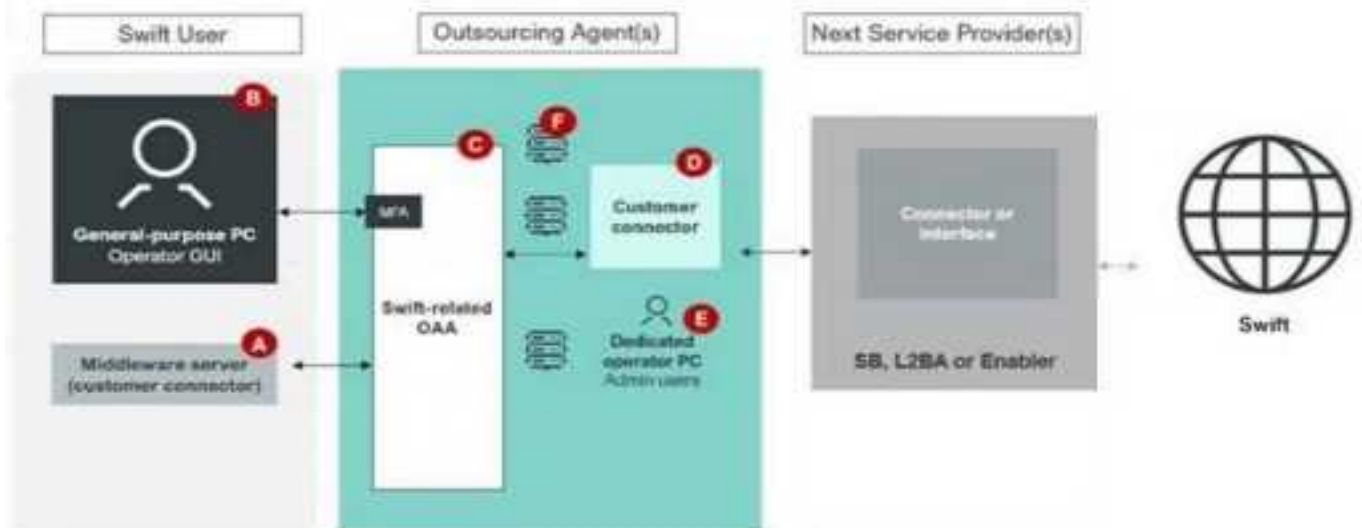 Swift User
Outsourcing Agent(s)
Next Service Provider(s)
B
General-purpose PC
Operator GUI
A
Middleware server
(customer connector)
C
MFA
Swift-related
OAA
F
D
Customer
connector
E
Dedicated
operator PC
Admin users
Connector or
interface
SB, L2BA or Enabler
Swift